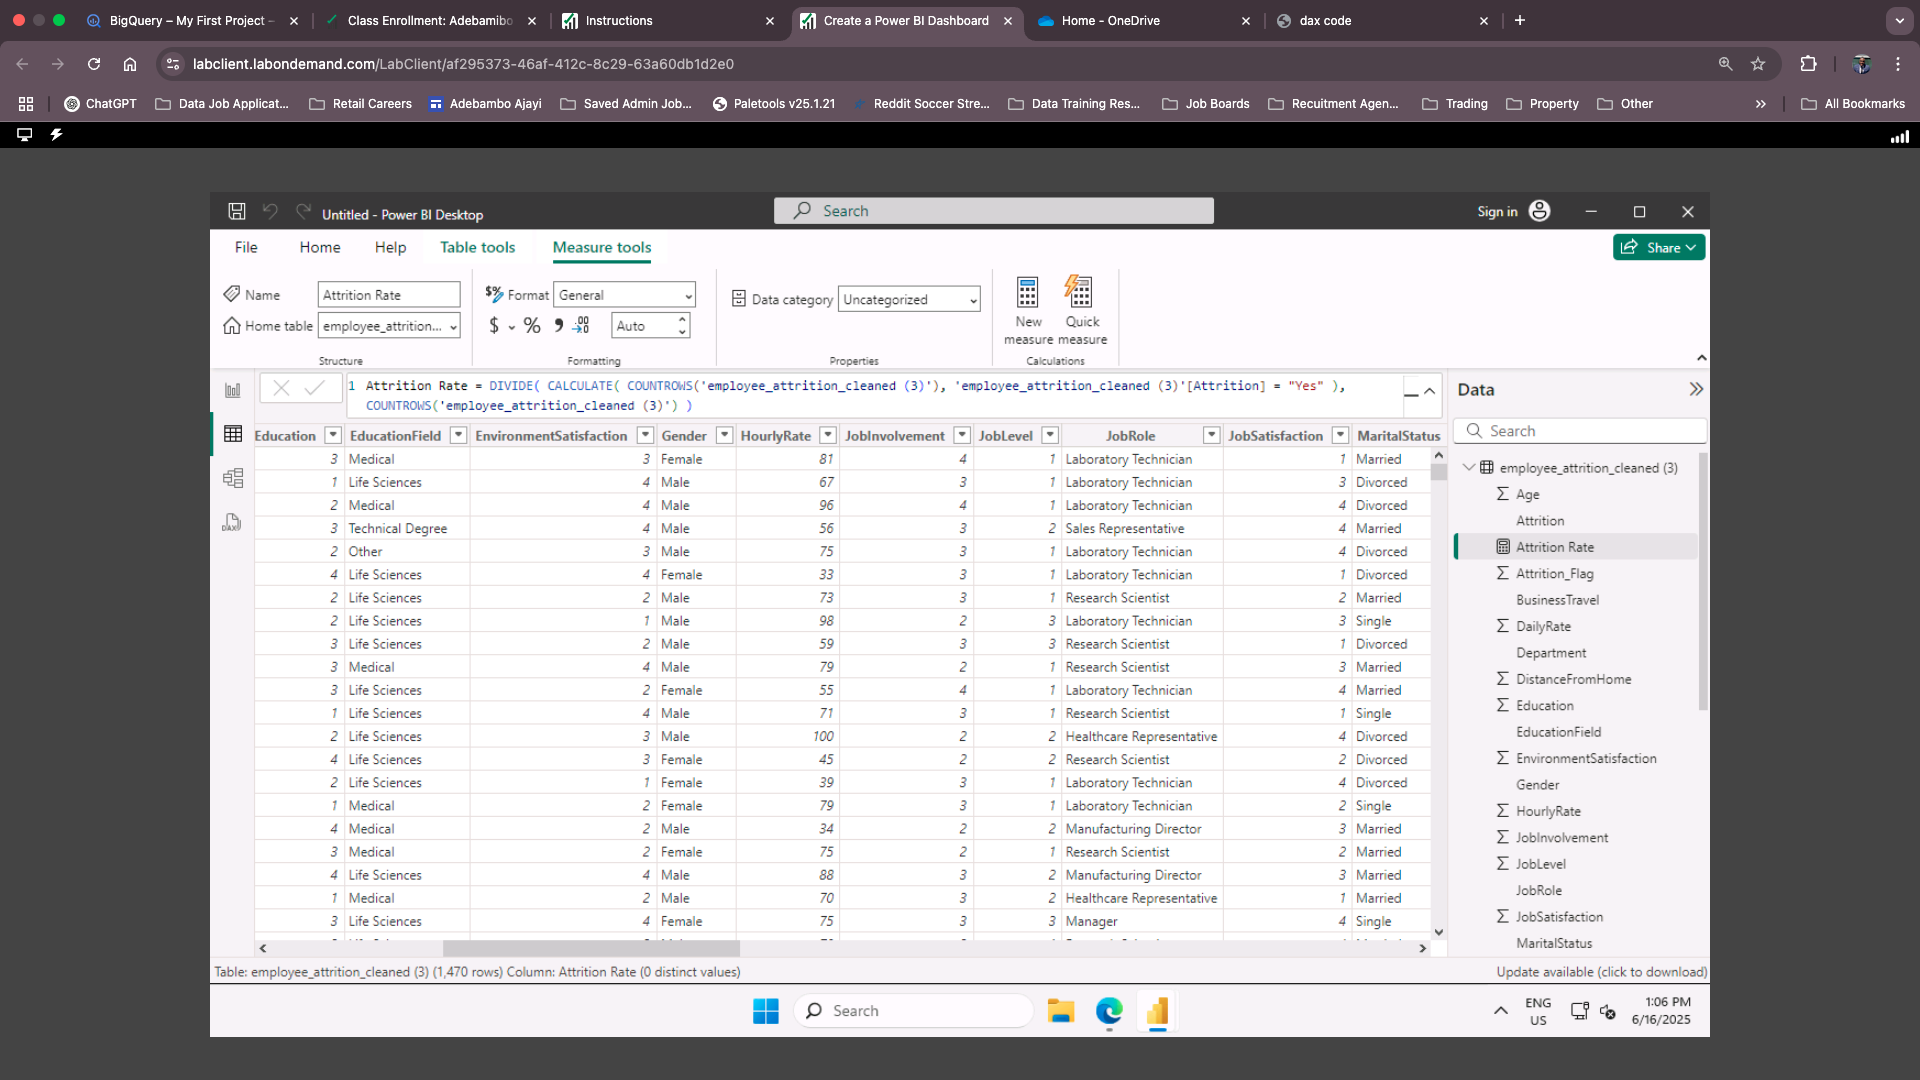 BigQuery – My First Project –
Class Enrollment: Adebamibo
Instructions
Create a Power BI Dashboard
Home - OneDrive
dax code
labclient.labondemand.com/LabClient/af295373-46af-412c-8c29-63a60db1d2e0
ChatGPT
Data Job Applicat...
Retail Careers
Adebambo Ajayi
Saved Admin Job...
Paletools v25.1.21
Reddit Soccer Stre...
Data Training Res...
Job Boards
Recuitment Agen...
Trading
Property
Other
All Bookmarks
Untitled - Power BI Desktop
Search
Sign in
File Home Help Table tools Measure tools
Share
Name Attrition Rate
Home table employee_attrition...
Structure
$% Format General
$ % 9 .00
Auto
Formatting
Data category Uncategorized
Properties
New measure
Quick measure
Calculations
1 Attrition Rate = DIVIDE( CALCULATE( COUNTROWS('employee_attrition_cleaned (3)'), 'employee_attrition_cleaned (3)'[Attrition] = "Yes" ),
COUNTROWS('employee_attrition_cleaned (3)') )
Education EducationField EnvironmentSatisfaction Gender HourlyRate JobInvolvement JobLevel JobRole JobSatisfaction MaritalStatus
3 Medical 3 Female 81 4 1 Laboratory Technician 1 Married
1 Life Sciences 4 Male 67 3 1 Laboratory Technician 3 Divorced
2 Medical 4 Male 96 4 1 Laboratory Technician 4 Divorced
3 Technical Degree 4 Male 56 3 2 Sales Representative 4 Married
2 Other 3 Male 75 3 1 Laboratory Technician 4 Divorced
4 Life Sciences 4 Female 33 3 1 Laboratory Technician 1 Divorced
2 Life Sciences 2 Male 73 3 1 Research Scientist 2 Married
2 Life Sciences 1 Male 98 2 3 Laboratory Technician 3 Single
3 Life Sciences 2 Male 59 3 3 Research Scientist 1 Divorced
3 Medical 4 Male 79 2 1 Research Scientist 3 Married
3 Life Sciences 2 Female 55 4 1 Laboratory Technician 4 Married
1 Life Sciences 4 Male 71 3 1 Research Scientist 1 Single
2 Life Sciences 3 Male 100 2 2 Healthcare Representative 4 Divorced
4 Life Sciences 3 Female 45 2 2 Research Scientist 2 Divorced
2 Life Sciences 1 Female 39 3 1 Laboratory Technician 4 Divorced
1 Medical 2 Female 79 3 1 Laboratory Technician 2 Single
4 Medical 2 Male 34 2 2 Manufacturing Director 3 Married
3 Medical 2 Female 75 2 1 Research Scientist 2 Married
4 Life Sciences 4 Male 88 3 2 Manufacturing Director 3 Married
1 Medical 2 Male 70 3 2 Healthcare Representative 1 Married
3 Life Sciences 4 Female 75 3 3 Manager 4 Single
Data
Search
employee_attrition_cleaned (3)
Age
Attrition
Attrition Rate
Attrition_Flag
BusinessTravel
DailyRate
Department
DistanceFromHome
Education
EducationField
EnvironmentSatisfaction
Gender
HourlyRate
JobInvolvement
JobLevel
JobRole
JobSatisfaction
MaritalStatus
Table: employee_attrition_cleaned (3) (1,470 rows) Column: Attrition Rate (0 distinct values)
Update available (click to download)
Search
ENG
US
1:06 PM
6/16/2025